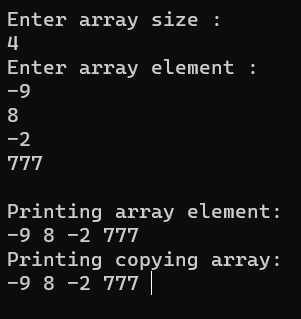 Enter array size :
4
Enter array element :
-9
8
-2
777
Printing array element:
-9 8 -2 777
Printing copying array:
-9 8 -2 777